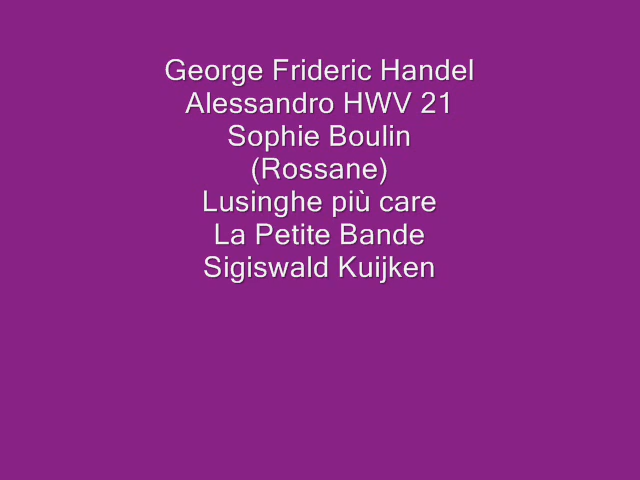 George Frideric Handel
Alessandro HWV 21
Sophie Boulin
(Rossane)
Lusinghe più care
La Petite Bande
Sigiswald Kuijken